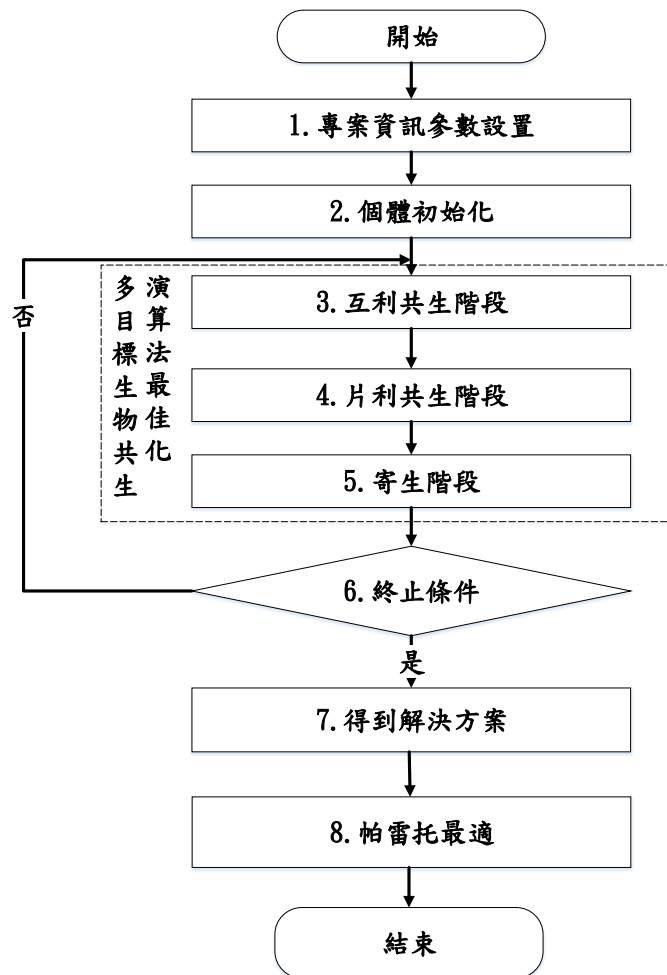 開始
1.專案資訊參數設置
2.個體初始化
多目標生物共生
演算法最佳化
3.互利共生階段
4.片利共生階段
5.寄生階段
否
6.終止條件
是
7.得到解決方案
8.帕雷托最適
結束